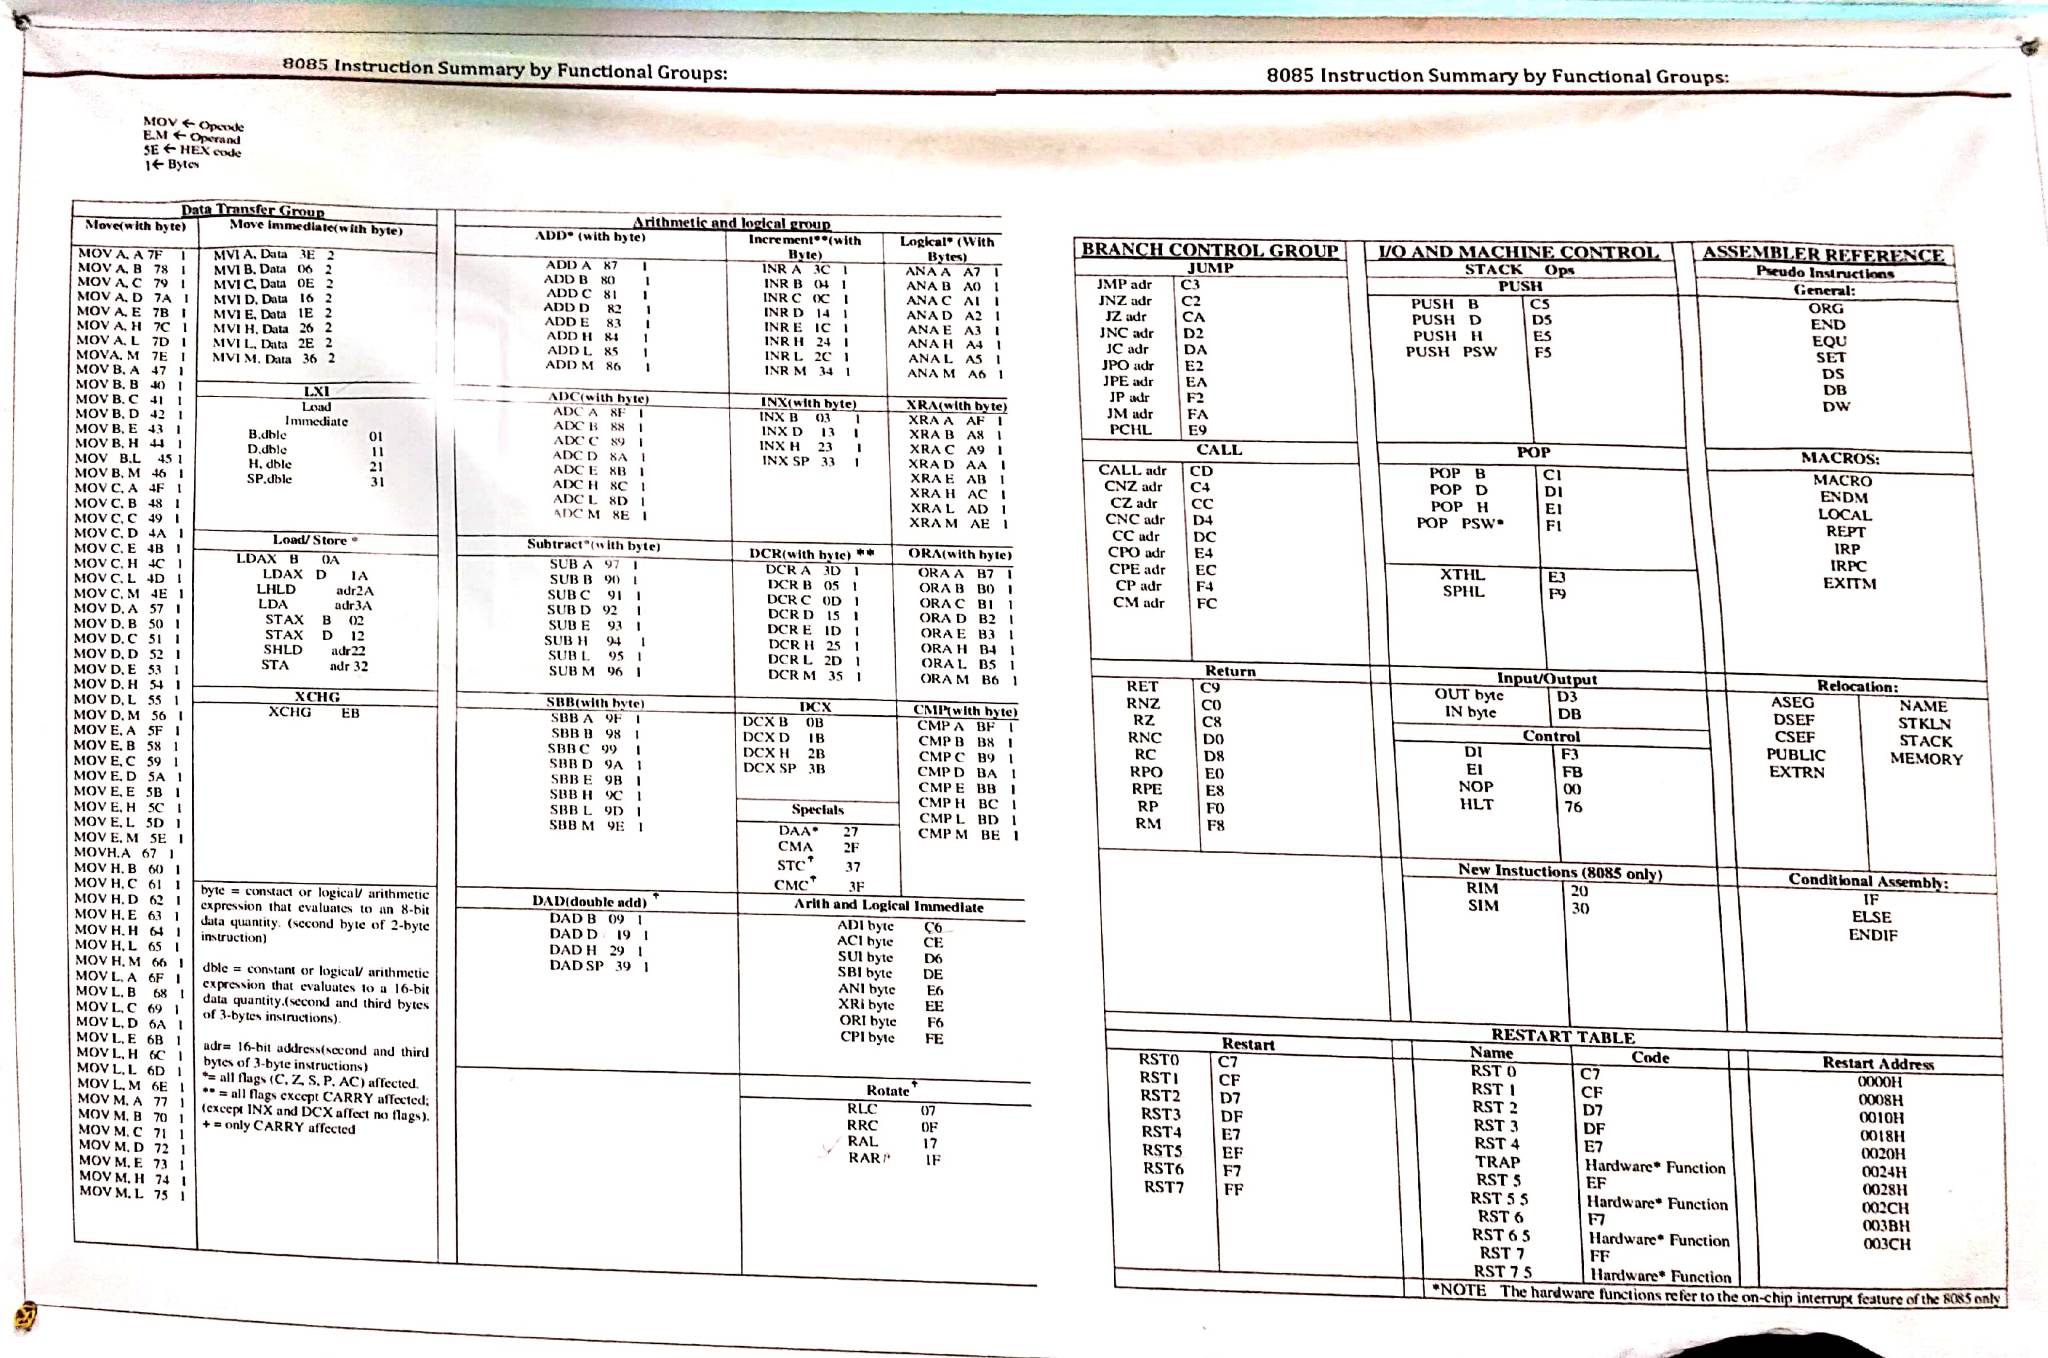 8085 Instruction Summary by Functional Groups:
MOV ← Opcode
E.M ← Operand
5E ← HEX code
1← Bytes
Data Transfer Group
Move(with byte)
MOV A, A 7F 1
MOV A, B 78 1
MOV A, C 79 1
MOV A, D 7A 1
MOV A, E 7B 1
MOV A, H 7C 1
MOV A, L 7D 1
MOVA, M 7E 1
MOV B, A 47 1
MOV B, B 40 1
MOV B, C 41 1
MOV B, D 42 1
MOV B, E 43 1
MOV B, H 44 1
MOV B.L 45 1
MOV B, M 46 1
MOV C, A 4F 1
MOV C, B 48 1
MOV C, C 49 1
MOV C, D 4A 1
MOV C, E 4B 1
MOV C, H 4C 1
MOV C, L 4D 1
MOV C, M 4E 1
MOV D, A 57 1
MOV D, B 50 1
MOV D, C 51 1
MOV D, D 52 1
MOV D, E 53 1
MOV D, H 54 1
MOV D, L 55 1
MOV D, M 56 1
MOV E, A 5F 1
MOV E, B 58 1
MOV E, C 59 1
MOV E, D 5A 1
MOV E, E 5B 1
MOV E, H 5C 1
MOV E, L 5D 1
MOV E, M 5E 1
MOVH,A 67 1
MOV H, B 60 1
MOV H, C 61 1
MOV H, D 62 1
MOV H, E 63 1
MOV H, H 64 1
MOV H, L 65 1
MOV H, M 66 1
MOV L, A 6F 1
MOV L, B 68 1
MOV L, C 69 1
MOV L, D 6A 1
MOV L, E 6B 1
MOV L, H 6C 1
MOV L, L 6D 1
MOV L, M 6E 1
MOV M, A 77 1
MOV M, B 70 1
MOV M, C 71 1
MOV M, D 72 1
MOV M, E 73 1
MOV M, H 74 1
MOV M, L 75 1
Move immediate(with byte)
MVI A, Data 3E 2
MVI B, Data 06 2
MVI C, Data 0E 2
MVI D, Data 16 2
MVI E, Data 1E 2
MVI H, Data 26 2
MVI L, Data 2E 2
MVI M, Data 36 2
LXI
Load
Immediate
B,dble 01
D,dble 11
H, dble 21
SP,dble 31
Load/ Store *
LDAX B 0A
LDAX D 1A
LHLD adr2A
LDA adr3A
STAX B 02
STAX D 12
SHLD adr22
STA adr 32
XCHG
XCHG EB
byte = constact or logical/ arithmetic
expression that evaluates to an 8-bit
data quantity. (second byte of 2-byte
instruction)
dble = constant or logical/ arithmetic
expression that evaluates to a 16-bit
data quantity.(second and third bytes
of 3-bytes instructions).
adr= 16-bit address(second and third
bytes of 3-byte instructions)
*= all flags (C, Z, S, P, AC) affected.
** = all flags except CARRY affected;
(except INX and DCX affect no flags).
+ = only CARRY affected
Arithmetic and logical group
ADD* (with byte)
ADD A 87 1
ADD B 80 1
ADD C 81 1
ADD D 82 1
ADD E 83 1
ADD H 84 1
ADD L 85 1
ADD M 86 1
ADC(with byte)
ADC A 8F 1
ADC B 88 1
ADC C 89 1
ADC D 8A 1
ADC E 8B 1
ADC H 8C 1
ADC L 8D 1
ADC M 8E 1
Subtract*(with byte)
SUB A 97 1
SUB B 90 1
SUB C 91 1
SUB D 92 1
SUB E 93 1
SUB H 94 1
SUB L 95 1
SUB M 96 1
SBB(with byte)
SBB A 9F 1
SBB B 98 1
SBB C 99 1
SBB D 9A 1
SBB E 9B 1
SBB H 9C 1
SBB L 9D 1
SBB M 9E 1
DAD(double add) †
DAD B 09 1
DAD D 19 1
DAD H 29 1
DAD SP 39 1
Increment**(with
Byte)
INR A 3C 1
INR B 04 1
INR C 0C 1
INR D 14 1
INR E 1C 1
INR H 24 1
INR L 2C 1
INR M 34 1
INX(with byte)
INX B 03 1
INX D 13 1
INX H 23 1
INX SP 33 1
DCR(with byte) **
DCR A 3D 1
DCR B 05 1
DCR C 0D 1
DCR D 15 1
DCR E 1D 1
DCR H 25 1
DCR L 2D 1
DCR M 35 1
DCX
DCX B 0B
DCX D 1B
DCX H 2B
DCX SP 3B
Specials
DAA* 27
CMA 2F
STC† 37
CMC† 3F
Logical* (With
Bytes)
ANA A A7 1
ANA B A0 1
ANA C A1 1
ANA D A2 1
ANA E A3 1
ANA H A4 1
ANA L A5 1
ANA M A6 1
XRA(with byte)
XRA A AF 1
XRA B A8 1
XRA C A9 1
XRA D AA 1
XRA E AB 1
XRA H AC 1
XRA L AD 1
XRA M AE 1
ORA(with byte)
ORA A B7 1
ORA B B0 1
ORA C B1 1
ORA D B2 1
ORA E B3 1
ORA H B4 1
ORA L B5 1
ORA M B6 1
CMP(with byte)
CMP A BF 1
CMP B B8 1
CMP C B9 1
CMP D BA 1
CMP E BB 1
CMP H BC 1
CMP L BD 1
CMP M BE 1
Arith and Logical Immediate
ADI byte C6
ACI byte CE
SUI byte D6
SBI byte DE
ANI byte E6
XRi byte EE
ORI byte F6
CPI byte FE
Rotate†
RLC 07
RRC 0F
RAL 17
RAR 1F
8085 Instruction Summary by Functional Groups:
BRANCH CONTROL GROUP
JUMP
JMP adr C3
JNZ adr C2
JZ adr CA
JNC adr D2
JC adr DA
JPO adr E2
JPE adr EA
JP adr F2
JM adr FA
PCHL E9
CALL
CALL adr CD
CNZ adr C4
CZ adr CC
CNC adr D4
CC adr DC
CPO adr E4
CPE adr EC
CP adr F4
CM adr FC
Return
RET C9
RNZ C0
RZ C8
RNC D0
RC D8
RPO E0
RPE E8
RP F0
RM F8
Restart
RST0 C7
RST1 CF
RST2 D7
RST3 DF
RST4 E7
RST5 EF
RST6 F7
RST7 FF
I/O AND MACHINE CONTROL
STACK Ops
PUSH
PUSH B C5
PUSH D D5
PUSH H E5
PUSH PSW F5
POP
POP B C1
POP D D1
POP H E1
POP PSW* F1
XTHL E3
SPHL F9
Input/Output
OUT byte D3
IN byte DB
Control
DI F3
EI FB
NOP 00
HLT 76
New Instuctions (8085 only)
RIM 20
SIM 30
ASSEMBLER REFERENCE
Pseudo Instructions
General:
ORG
END
EQU
SET
DS
DB
DW
MACROS:
MACRO
ENDM
LOCAL
REPT
IRP
IRPC
EXITM
Relocation:
ASEG NAME
DSEF STKLN
CSEF STACK
PUBLIC MEMORY
EXTRN
Conditional Assembly:
IF
ELSE
ENDIF
RESTART TABLE
Name Code Restart Address
RST 0 C7 0000H
RST 1 CF 0008H
RST 2 D7 0010H
RST 3 DF 0018H
RST 4 E7 0020H
TRAP Hardware* Function 0024H
RST 5 EF 0028H
RST 5 5 Hardware* Function 002CH
RST 6 F7 003BH
RST 6 5 Hardware* Function 003CH
RST 7 FF
RST 7 5 Hardware* Function
*NOTE The hardware functions refer to the on-chip interrupt feature of the 8085 only